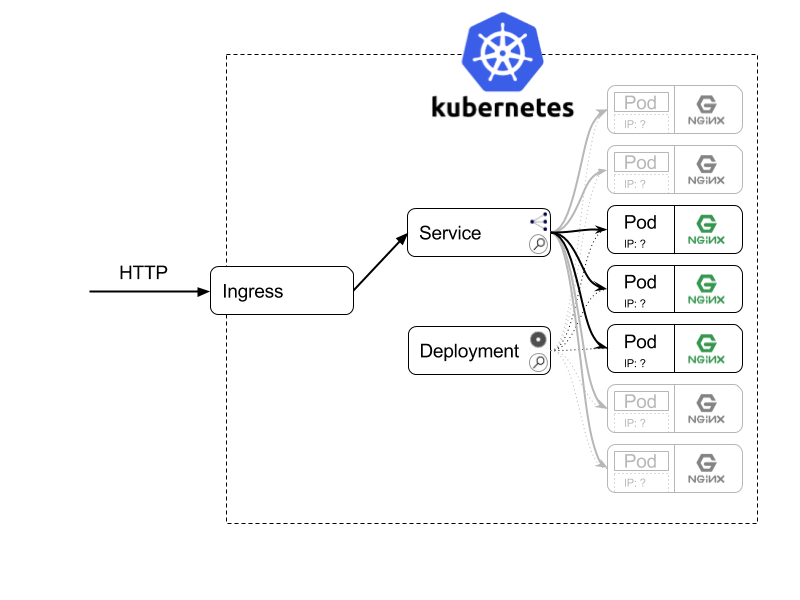 kubernetes
Pod
IP: ?
NGiNX
Pod
IP: ?
NGiNX
Pod
IP: ?
NGiNX
Service
HTTP
Ingress
Pod
IP: ?
NGiNX
Deployment
Pod
IP: ?
NGiNX
Pod
IP: ?
NGiNX
Pod
IP: ?
NGiNX